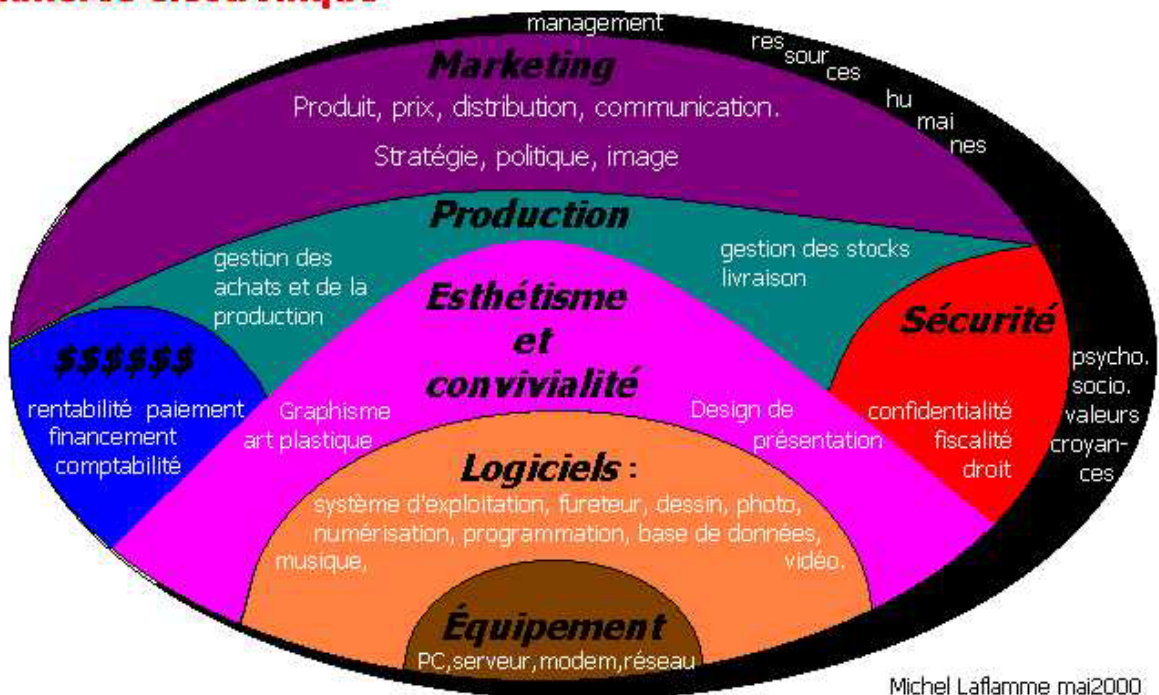 électronique
management
res
sour
ces
hu
mai
nes
Marketing
Produit, prix, distribution, communication.
Stratégie, politique, image
Production
gestion des
achats et de la
production
gestion des stocks
livraison
Esthétisme
et
convivialité
Sécurité
$$$$$$
rentabilité paiement
financement
comptabilité
Graphisme
art plastique
Design de
présentation
confidentialité
fiscalité
droit
psycho.
socio.
valeurs
croyan-
ces
Logiciels :
système d'exploitation, fureteur, dessin, photo,
numérisation, programmation, base de données,
musique, vidéo.
Équipement
PC,serveur,modem,réseau
Michel Laflamme mai2000